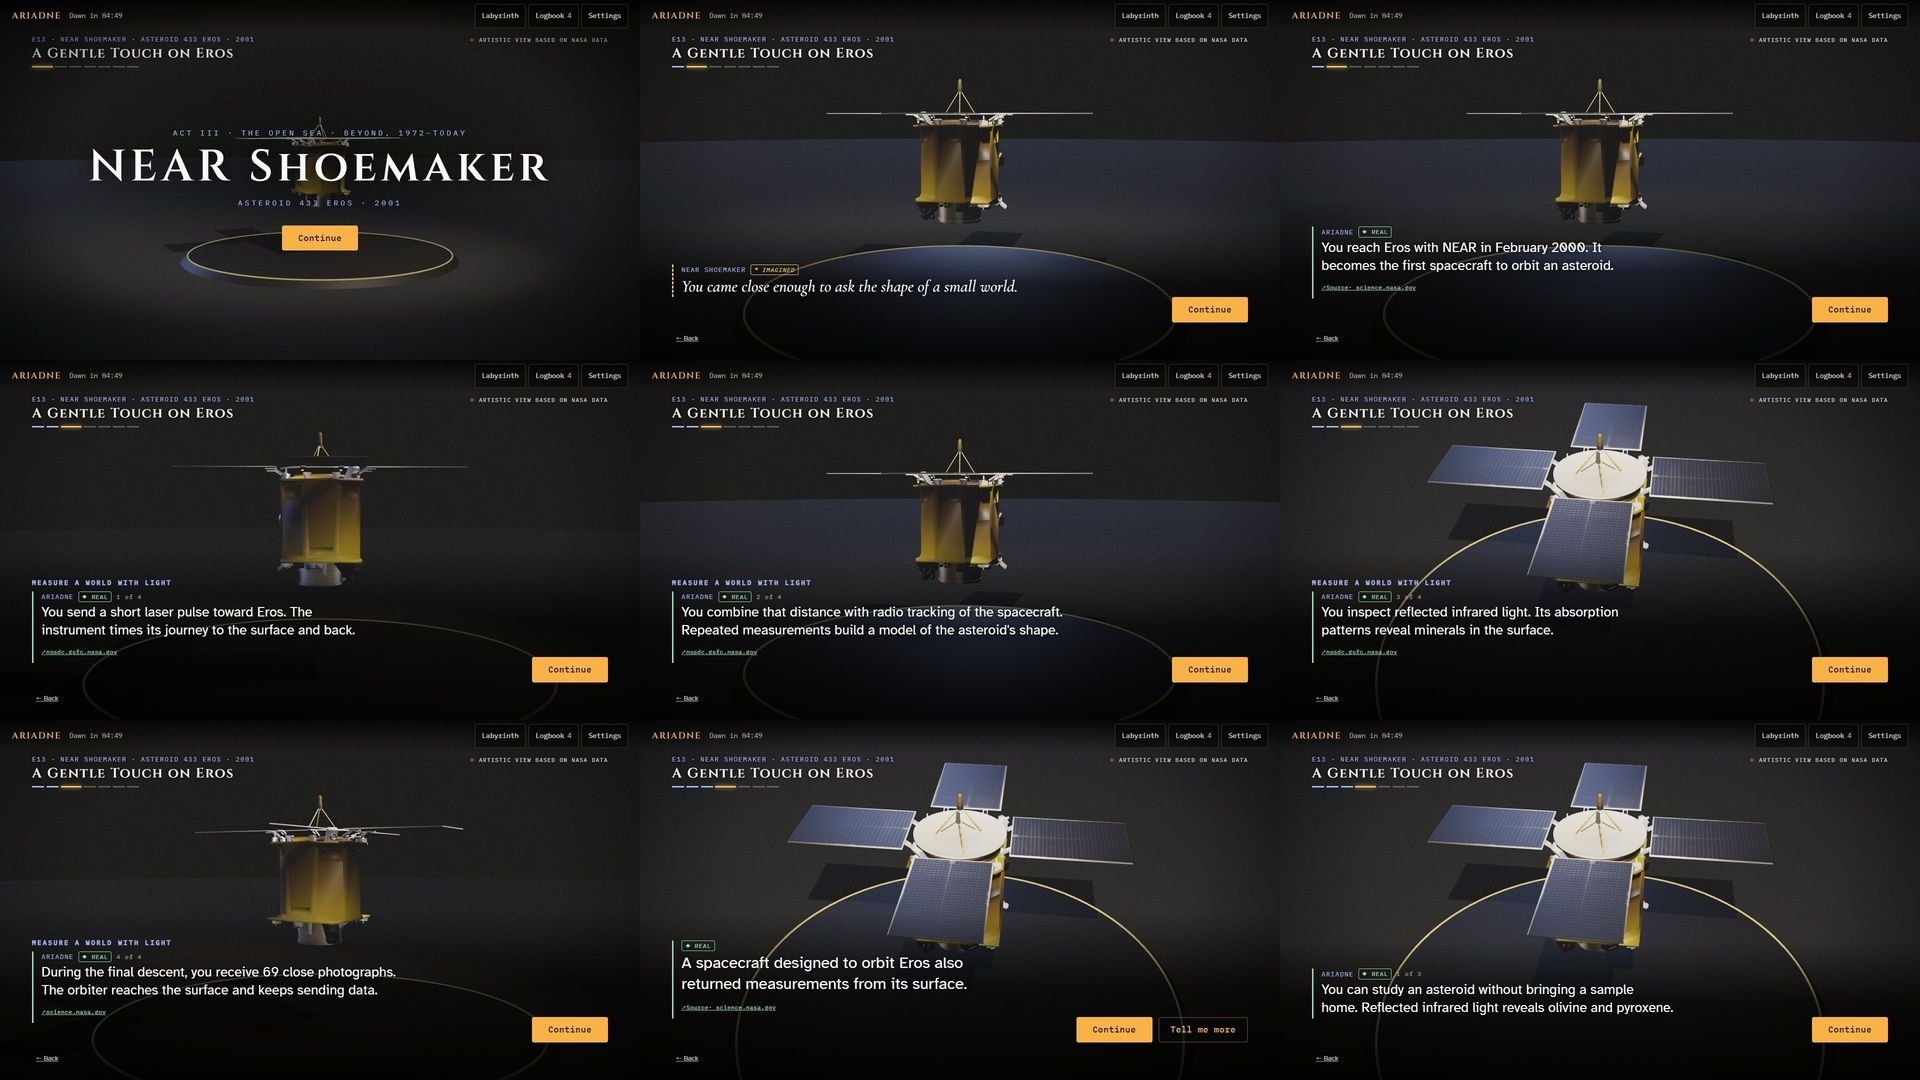 ARIADNE Dawn in 04:49 Labyrinth Logbook 4 Settings
E13 · NEAR SHOEMAKER · ASTEROID 433 EROS · 2001
A Gentle Touch on Eros
ARTISTIC VIEW BASED ON NASA DATA
ACT III · THE OPEN SEA · BEYOND, 1972–TODAY
NEAR Shoemaker
ASTEROID 433 EROS · 2001
Continue
ARIADNE Dawn in 04:49 Labyrinth Logbook 4 Settings
E13 · NEAR SHOEMAKER · ASTEROID 433 EROS · 2001
A Gentle Touch on Eros
ARTISTIC VIEW BASED ON NASA DATA
NEAR SHOEMAKER IMAGINED
You came close enough to ask the shape of a small world.
Continue
← Back
ARIADNE Dawn in 04:49 Labyrinth Logbook 4 Settings
E13 · NEAR SHOEMAKER · ASTEROID 433 EROS · 2001
A Gentle Touch on Eros
ARTISTIC VIEW BASED ON NASA DATA
ARIADNE ◆ REAL
You reach Eros with NEAR in February 2000. It
becomes the first spacecraft to orbit an asteroid.
↗Source· science.nasa.gov
Continue
← Back
ARIADNE Dawn in 04:49 Labyrinth Logbook 4 Settings
E13 · NEAR SHOEMAKER · ASTEROID 433 EROS · 2001
A Gentle Touch on Eros
ARTISTIC VIEW BASED ON NASA DATA
MEASURE A WORLD WITH LIGHT
ARIADNE ◆ REAL 1 of 4
You send a short laser pulse toward Eros. The
instrument times its journey to the surface and back.
↗nssdc.gsfc.nasa.gov
Continue
← Back
ARIADNE Dawn in 04:49 Labyrinth Logbook 4 Settings
E13 · NEAR SHOEMAKER · ASTEROID 433 EROS · 2001
A Gentle Touch on Eros
ARTISTIC VIEW BASED ON NASA DATA
MEASURE A WORLD WITH LIGHT
ARIADNE ◆ REAL 2 of 4
You combine that distance with radio tracking of the spacecraft.
Repeated measurements build a model of the asteroid's shape.
↗nssdc.gsfc.nasa.gov
Continue
← Back
ARIADNE Dawn in 04:49 Labyrinth Logbook 4 Settings
E13 · NEAR SHOEMAKER · ASTEROID 433 EROS · 2001
A Gentle Touch on Eros
ARTISTIC VIEW BASED ON NASA DATA
MEASURE A WORLD WITH LIGHT
ARIADNE ◆ REAL 3 of 4
You inspect reflected infrared light. Its absorption
patterns reveal minerals in the surface.
↗nssdc.gsfc.nasa.gov
Continue
← Back
ARIADNE Dawn in 04:49 Labyrinth Logbook 4 Settings
E13 · NEAR SHOEMAKER · ASTEROID 433 EROS · 2001
A Gentle Touch on Eros
ARTISTIC VIEW BASED ON NASA DATA
MEASURE A WORLD WITH LIGHT
ARIADNE ◆ REAL 4 of 4
During the final descent, you receive 69 close photographs.
The orbiter reaches the surface and keeps sending data.
↗science.nasa.gov
Continue
← Back
ARIADNE Dawn in 04:49 Labyrinth Logbook 4 Settings
E13 · NEAR SHOEMAKER · ASTEROID 433 EROS · 2001
A Gentle Touch on Eros
ARTISTIC VIEW BASED ON NASA DATA
◆ REAL
A spacecraft designed to orbit Eros also
returned measurements from its surface.
↗Source· science.nasa.gov
Continue Tell me more
← Back
ARIADNE Dawn in 04:49 Labyrinth Logbook 4 Settings
E13 · NEAR SHOEMAKER · ASTEROID 433 EROS · 2001
A Gentle Touch on Eros
ARTISTIC VIEW BASED ON NASA DATA
ARIADNE ◆ REAL 1 of 3
You can study an asteroid without bringing a sample
home. Reflected infrared light reveals olivine and pyroxene.
Continue
← Back